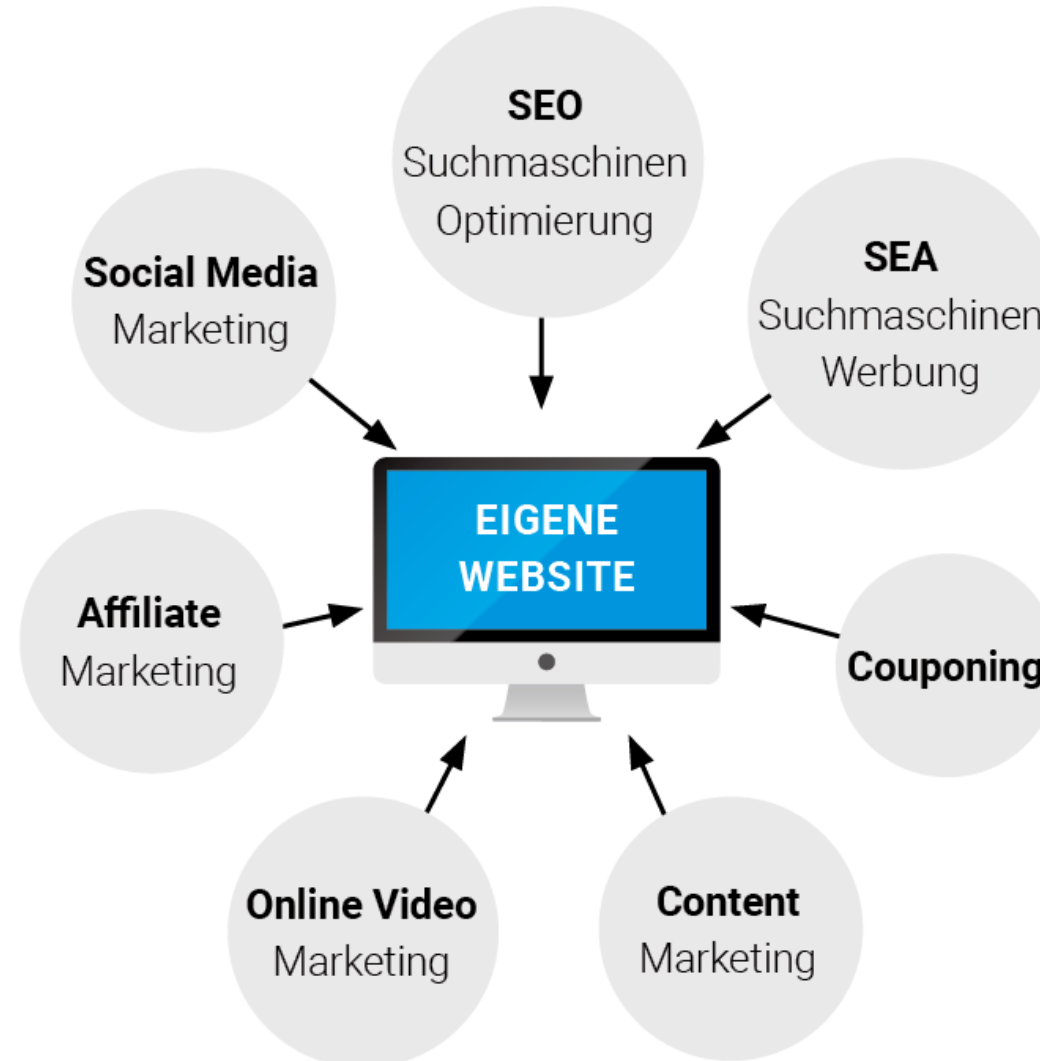 SEO
Suchmaschinen
Optimierung
SEA
Suchmaschinen
Werbung
Social Media
Marketing
EIGENE
WEBSITE
Affiliate
Marketing
Couponing
Online Video
Marketing
Content
Marketing